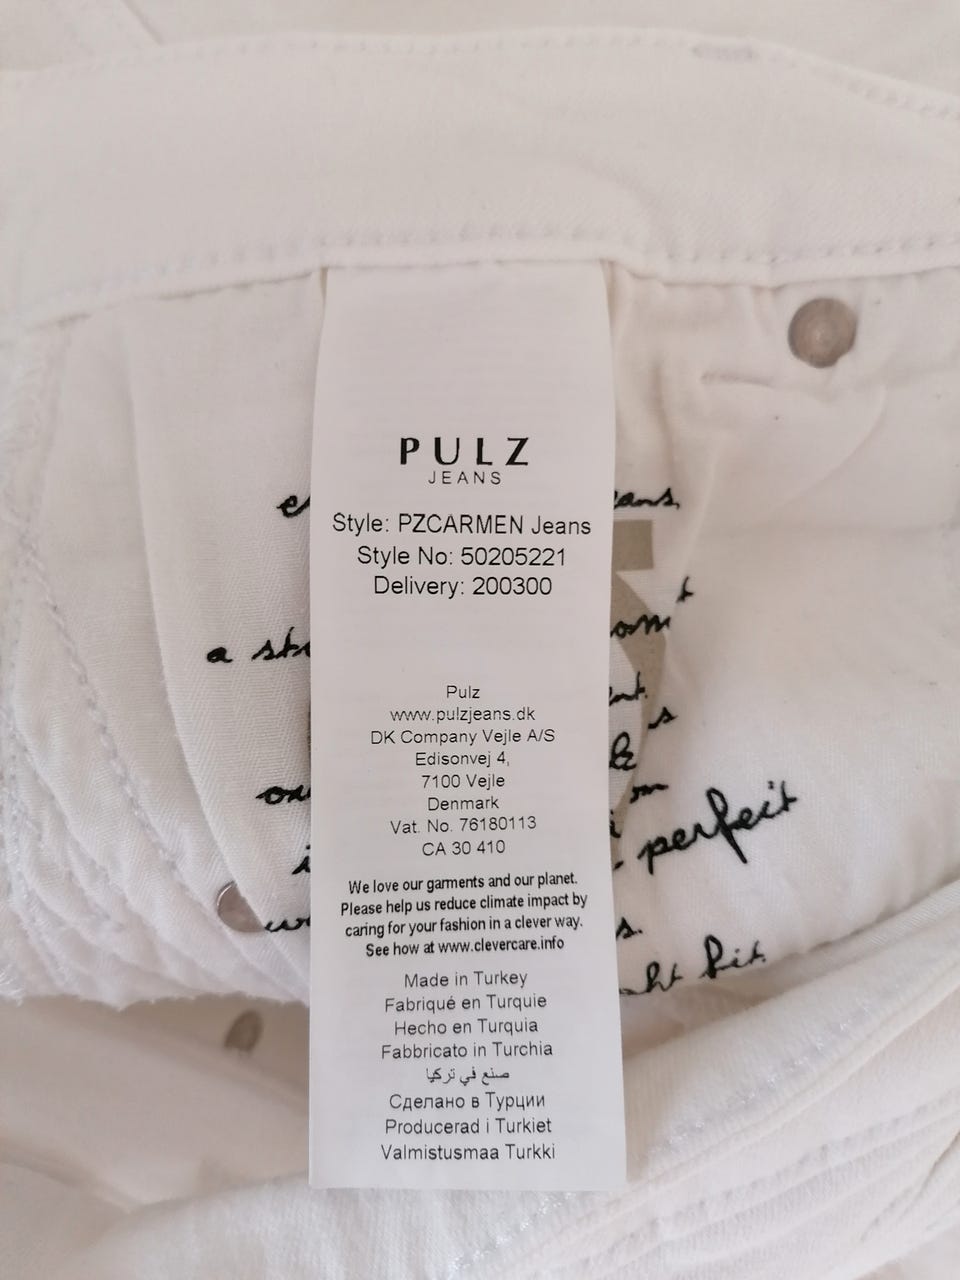 PULZ
JEANS
Style: PZCARMEN Jeans
Style No: 50205221
Delivery: 200300
Pulz
www.pulzjeans.dk
DK Company Vejle A/S
Edisonvej 4,
7100 Vejle
Denmark
Vat. No. 76180113
CA 30 410
We love our garments and our planet.
Please help us reduce climate impact by
caring for your fashion in a clever way.
See how at www.clevercare.info
Made in Turkey
Fabriqué en Turquie
Hecho en Turquia
Fabbricato in Turchia
صنع في تركيا
Сделано в Турции
Producerad i Turkiet
Valmistusmaa Turkki
a
perfeit